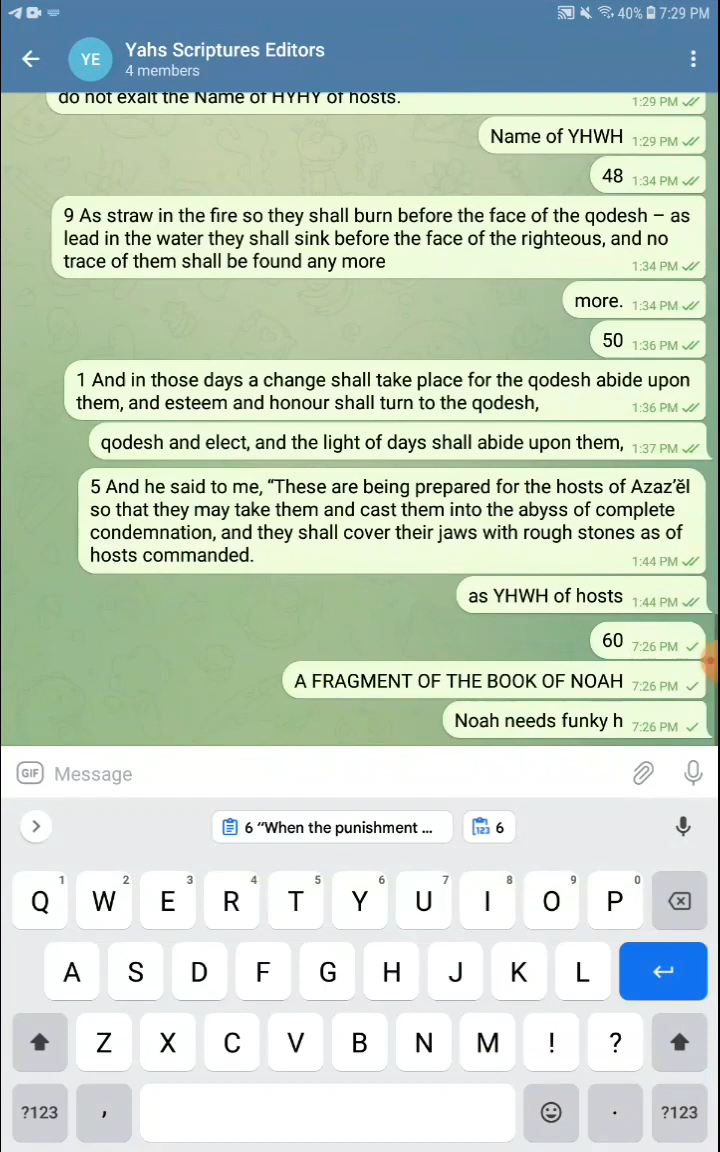 40% 7:29 PM
YE
Yahs Scriptures Editors
4 members
do not exalt the Name of HYHY of hosts.
1:29 PM
Name of YHWH 1:29 PM
48 1:34 PM
9 As straw in the fire so they shall burn before the face of the qodesh – as
lead in the water they shall sink before the face of the righteous, and no
trace of them shall be found any more
1:34 PM
more. 1:34 PM
50 1:36 PM
1 And in those days a change shall take place for the qodesh abide upon
them, and esteem and honour shall turn to the qodesh,
1:36 PM
qodesh and elect, and the light of days shall abide upon them, 1:37 PM
5 And he said to me, “These are being prepared for the hosts of Azaz’ěl
so that they may take them and cast them into the abyss of complete
condemnation, and they shall cover their jaws with rough stones as of
hosts commanded.
1:44 PM
as YHWH of hosts 1:44 PM
60 7:26 PM
A FRAGMENT OF THE BOOK OF NOAH 7:26 PM
Noah needs funky h 7:26 PM
GIF Message
6 “When the punishment ... 123 6
Q 1 W 2 E 3 R 4 T 5 Y 6 U 7 I 8 O 9 P 0
A S D F G H J K L
Z X C V B N M ! ?
?123 , . ?123